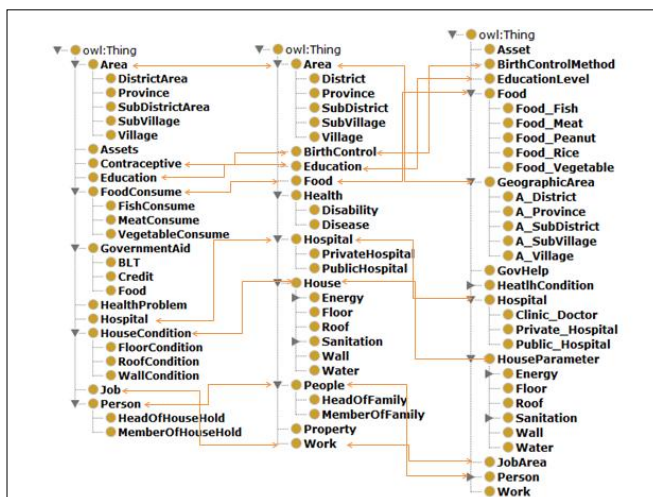 owl:Thing
Area
DistrictArea
Province
SubDistrictArea
SubVillage
Village
Assets
Contraceptive
Education
FoodConsume
FishConsume
MeatConsume
VegetableConsume
GovernmentAid
BLT
Credit
Food
HealthProblem
Hospital
HouseCondition
FloorCondition
RoofCondition
WallCondition
Job
Person
HeadOfHouseHold
MemberOfHouseHold
owl:Thing
Area
District
Province
SubDistrict
SubVillage
Village
BirthControl
Education
Food
Health
Disability
Disease
Hospital
PrivateHospital
PublicHospital
House
Energy
Floor
Roof
Sanitation
Wall
Water
People
HeadOfFamily
MemberOfFamily
Property
Work
owl:Thing
Asset
BirthControlMethod
EducationLevel
Food
Food_Fish
Food_Meat
Food_Peanut
Food_Rice
Food_Vegetable
GeographicArea
A_District
A_Province
A_SubDistrict
A_SubVillage
A_Village
GovHelp
HeatlhCondition
Hospital
Clinic_Doctor
Private_Hospital
Public_Hospital
HouseParameter
Energy
Floor
Roof
Sanitation
Wall
Water
JobArea
Person
Work